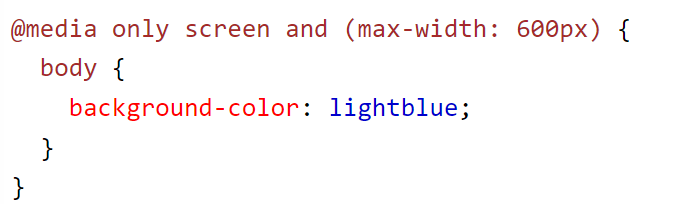 @media only screen and (max-width: 600px) {
  body {
    background-color: lightblue;
  }
}